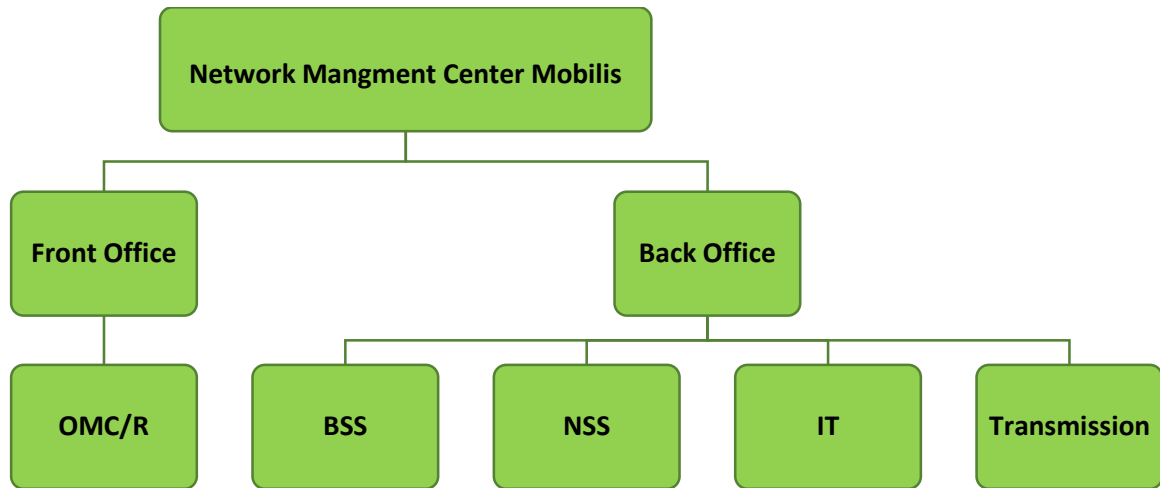 Network Mangment Center Mobilis
Front Office
Back Office
OMC/R
BSS
NSS
IT
Transmission